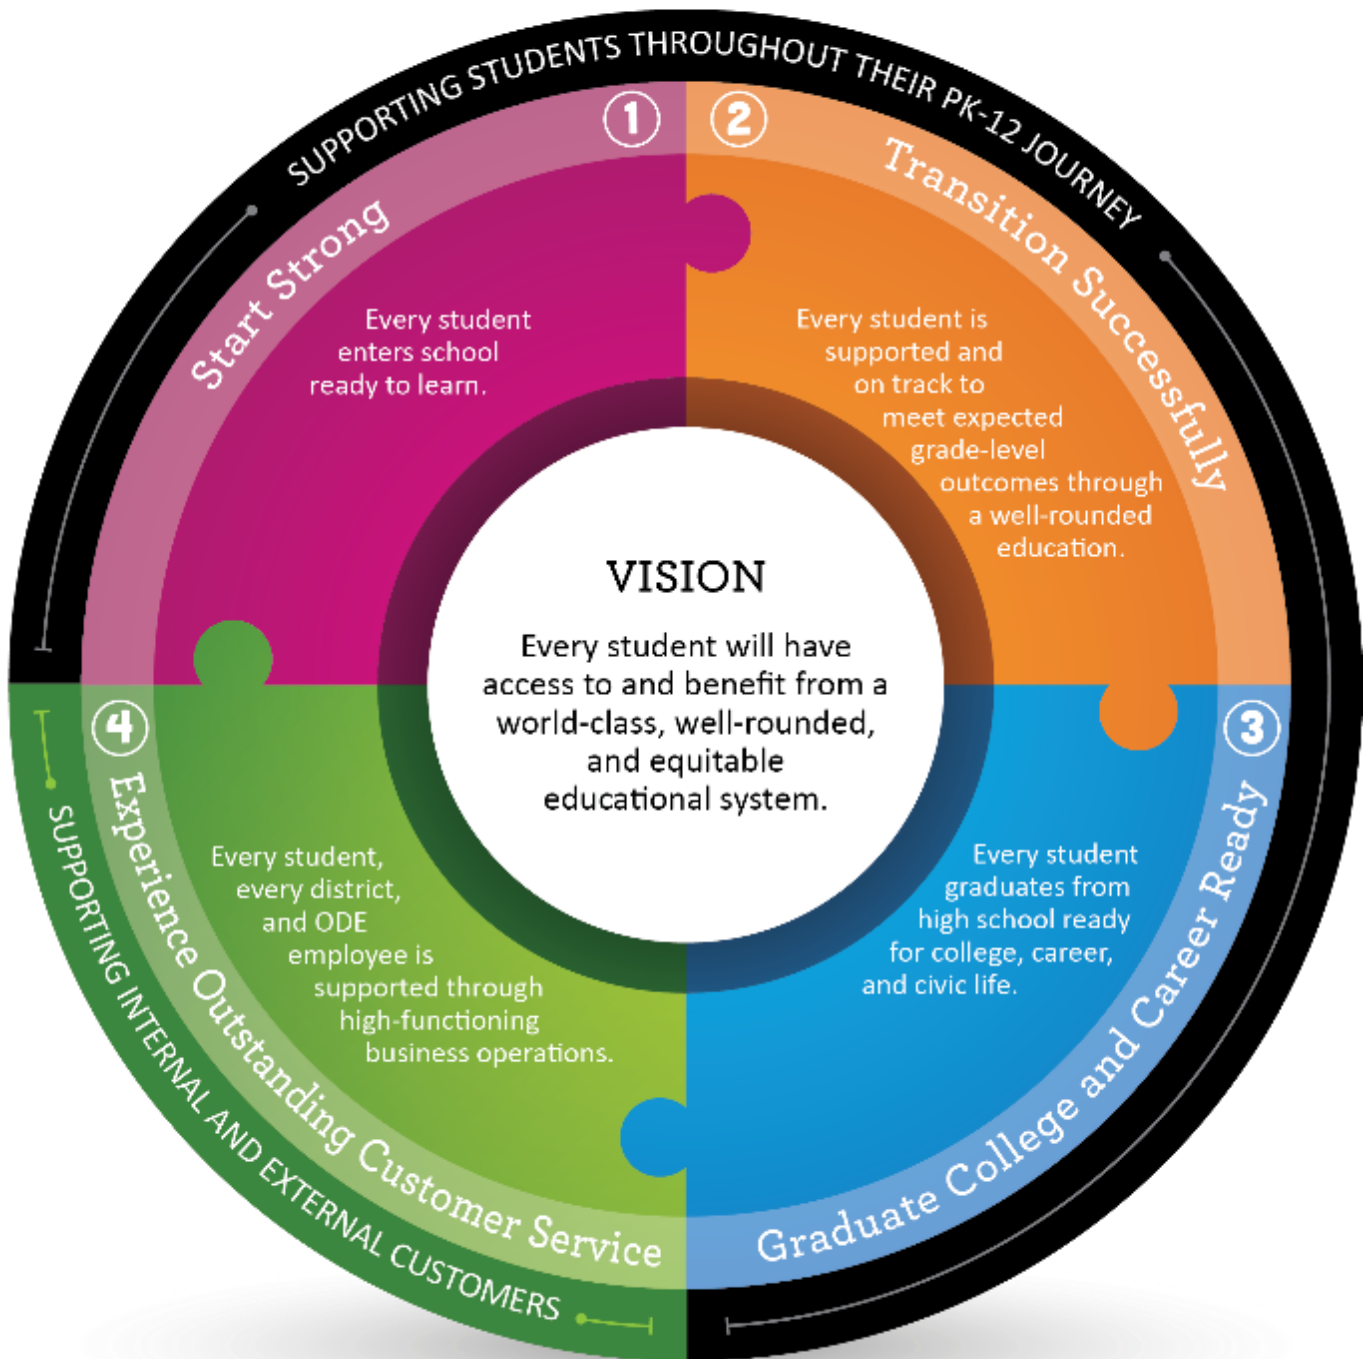 SUPPORTING STUDENTS THROUGHOUT THEIR PK-12 JOURNEY
1
Start Strong
Every student
enters school
ready to learn.
2
Transition Successfully
Every student is
supported and
on track to
meet expected
grade-level
outcomes through
a well-rounded
education.
VISION
Every student will have
access to and benefit from a
world-class, well-rounded,
and equitable
educational system.
3
Graduate College and Career Ready
Every student
graduates from
high school ready
for college, career,
and civic life.
4
Experience Outstanding Customer Service
Every student,
every district,
and ODE
employee is
supported through
high-functioning
business operations.
SUPPORTING INTERNAL AND EXTERNAL CUSTOMERS